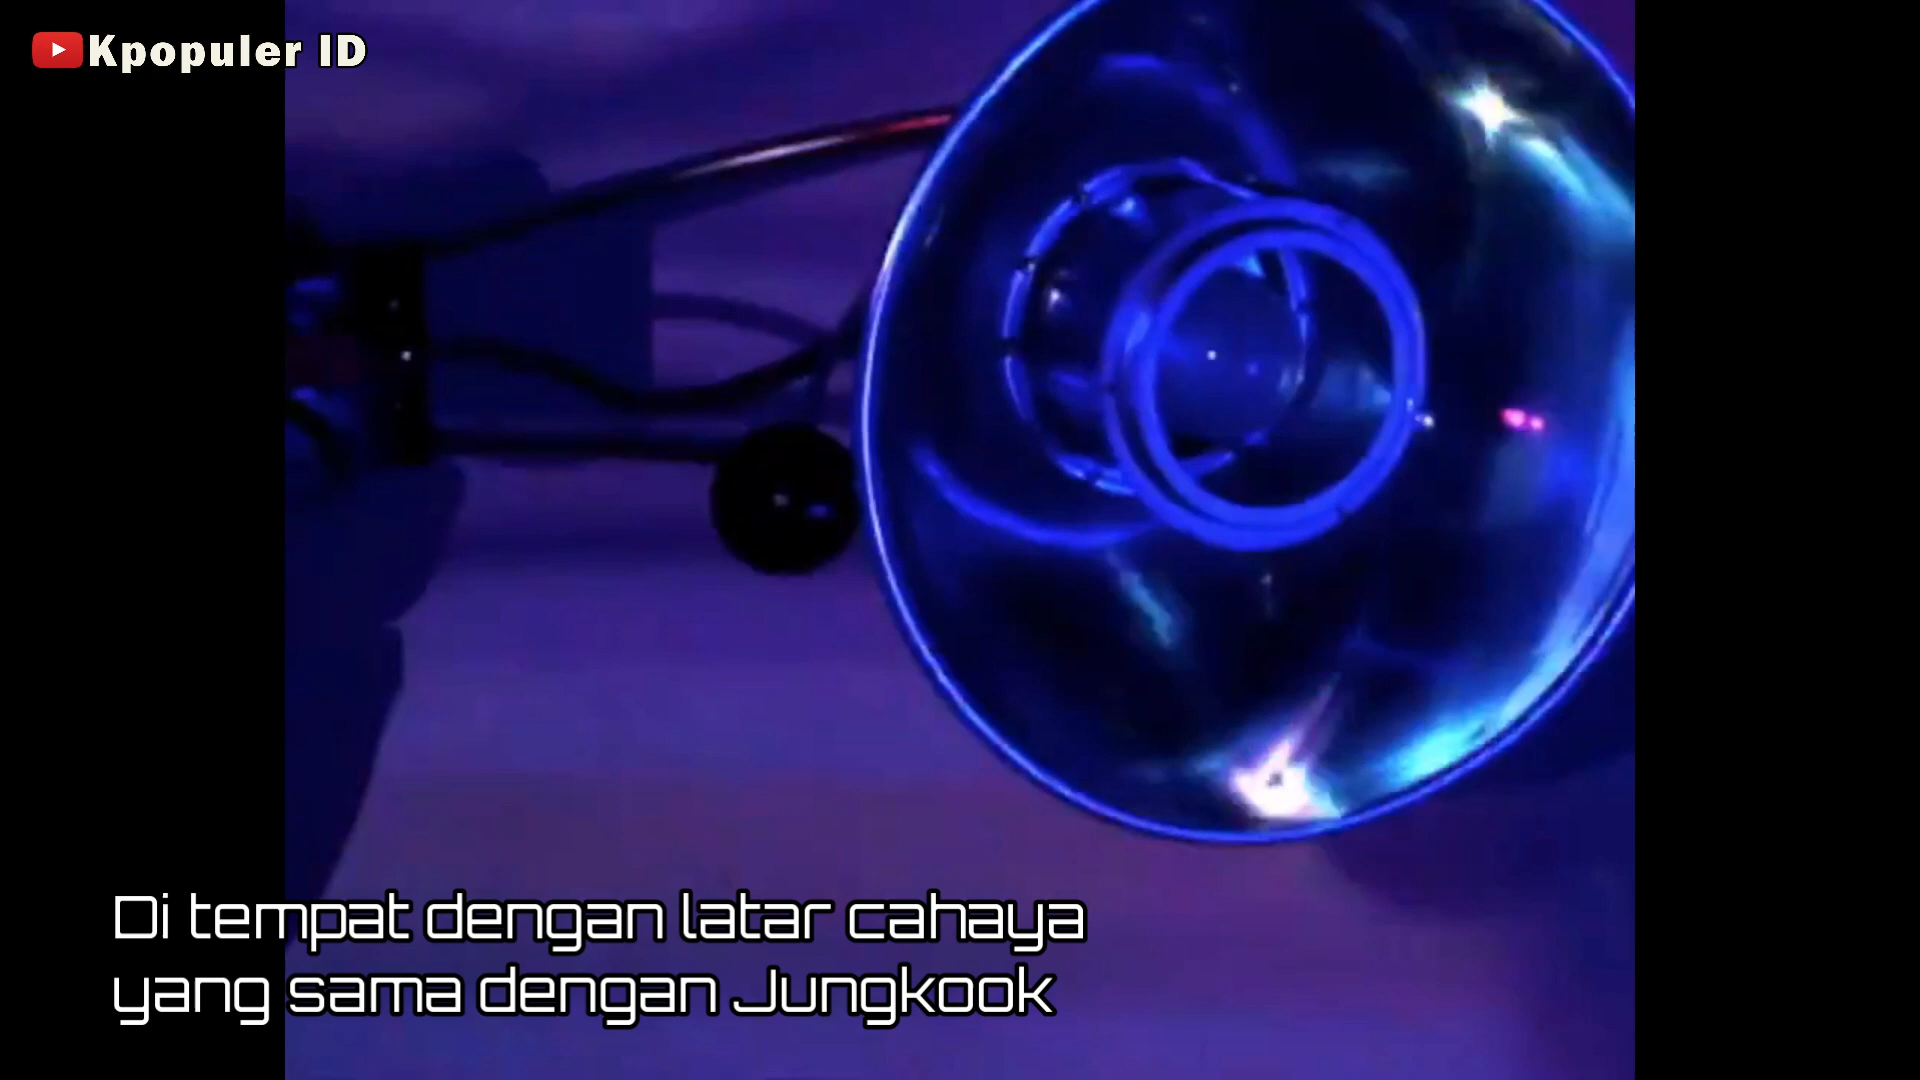 Kpopuler ID
Di tempat dengan latar cahaya
yang sama dengan Jungkook